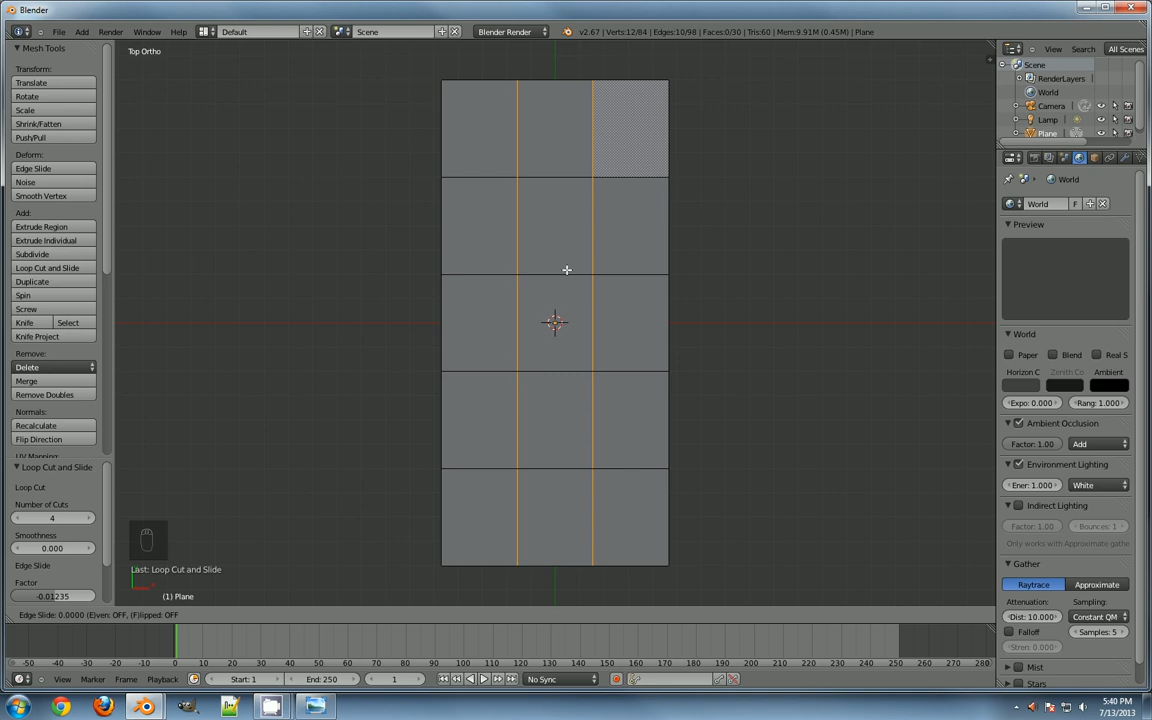 Blender
File Add Render Window Help Default Scene Blender Render v2.67 | Verts:12/84 | Edges:10/98 | Faces:0/30 | Tris:60 | Mem:9.91M (0.45M) | Plane View Search All Scenes
Mesh Tools
Transform:
Translate
Rotate
Scale
Shrink/Fatten
Push/Pull
Deform:
Edge Slide
Noise
Smooth Vertex
Add:
Extrude Region
Extrude Individual
Subdivide
Loop Cut and Slide
Duplicate
Spin
Screw
Knife Select
Knife Project
Remove:
Delete
Merge
Remove Doubles
Normals:
Recalculate
Flip Direction
UV Mapping:
Loop Cut and Slide
Loop Cut
Number of Cuts
4
Smoothness
0.000
Edge Slide
Factor
-0.01235
Top Ortho
Last: Loop Cut and Slide
(1) Plane
Edge Slide: 0.0000 (E)ven: OFF, (F)lipped: OFF
Scene
RenderLayers
World
Camera
Lamp
Plane
World
World F
Preview
World
Paper Blend Real S
Horizon C Zenith Co Ambient
Expo: 0.000 Rang: 1.000
Ambient Occlusion
Factor: 1.00 Add
Environment Lighting
Ener: 1.000 White
Indirect Lighting
Factor: 1.00 Bounces: 1
Only works with Approximate gathe
Gather
Raytrace Approximate
Attenuation: Sampling:
Dist: 10.000 Constant QM
Falloff Samples: 5
Stren: 0.000
Mist
Stars
-50 -40 -30 -20 -10 0 10 20 30 40 50 60 70 80 90 100 110 120 130 140 150 160 170 180 190 200 210 220 230 240 250 260 270 280
View Marker Frame Playback Start: 1 End: 250 1 No Sync
5:40 PM
7/13/2013